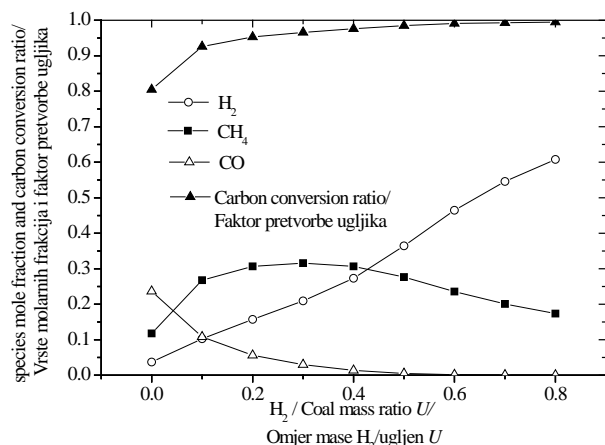 species mole fraction and carbon conversion ratio/
Vrste molarnih frakcija i faktor pretvorbe ugljika
1.0
0.9
0.8
0.7
0.6
0.5
0.4
0.3
0.2
0.1
0.0
H₂
CH₄
CO
Carbon conversion ratio/
Faktor pretvorbe ugljika
0.0 0.2 0.4 0.6 0.8
H₂ / Coal mass ratio U/
Omjer mase H₂/ugljen U